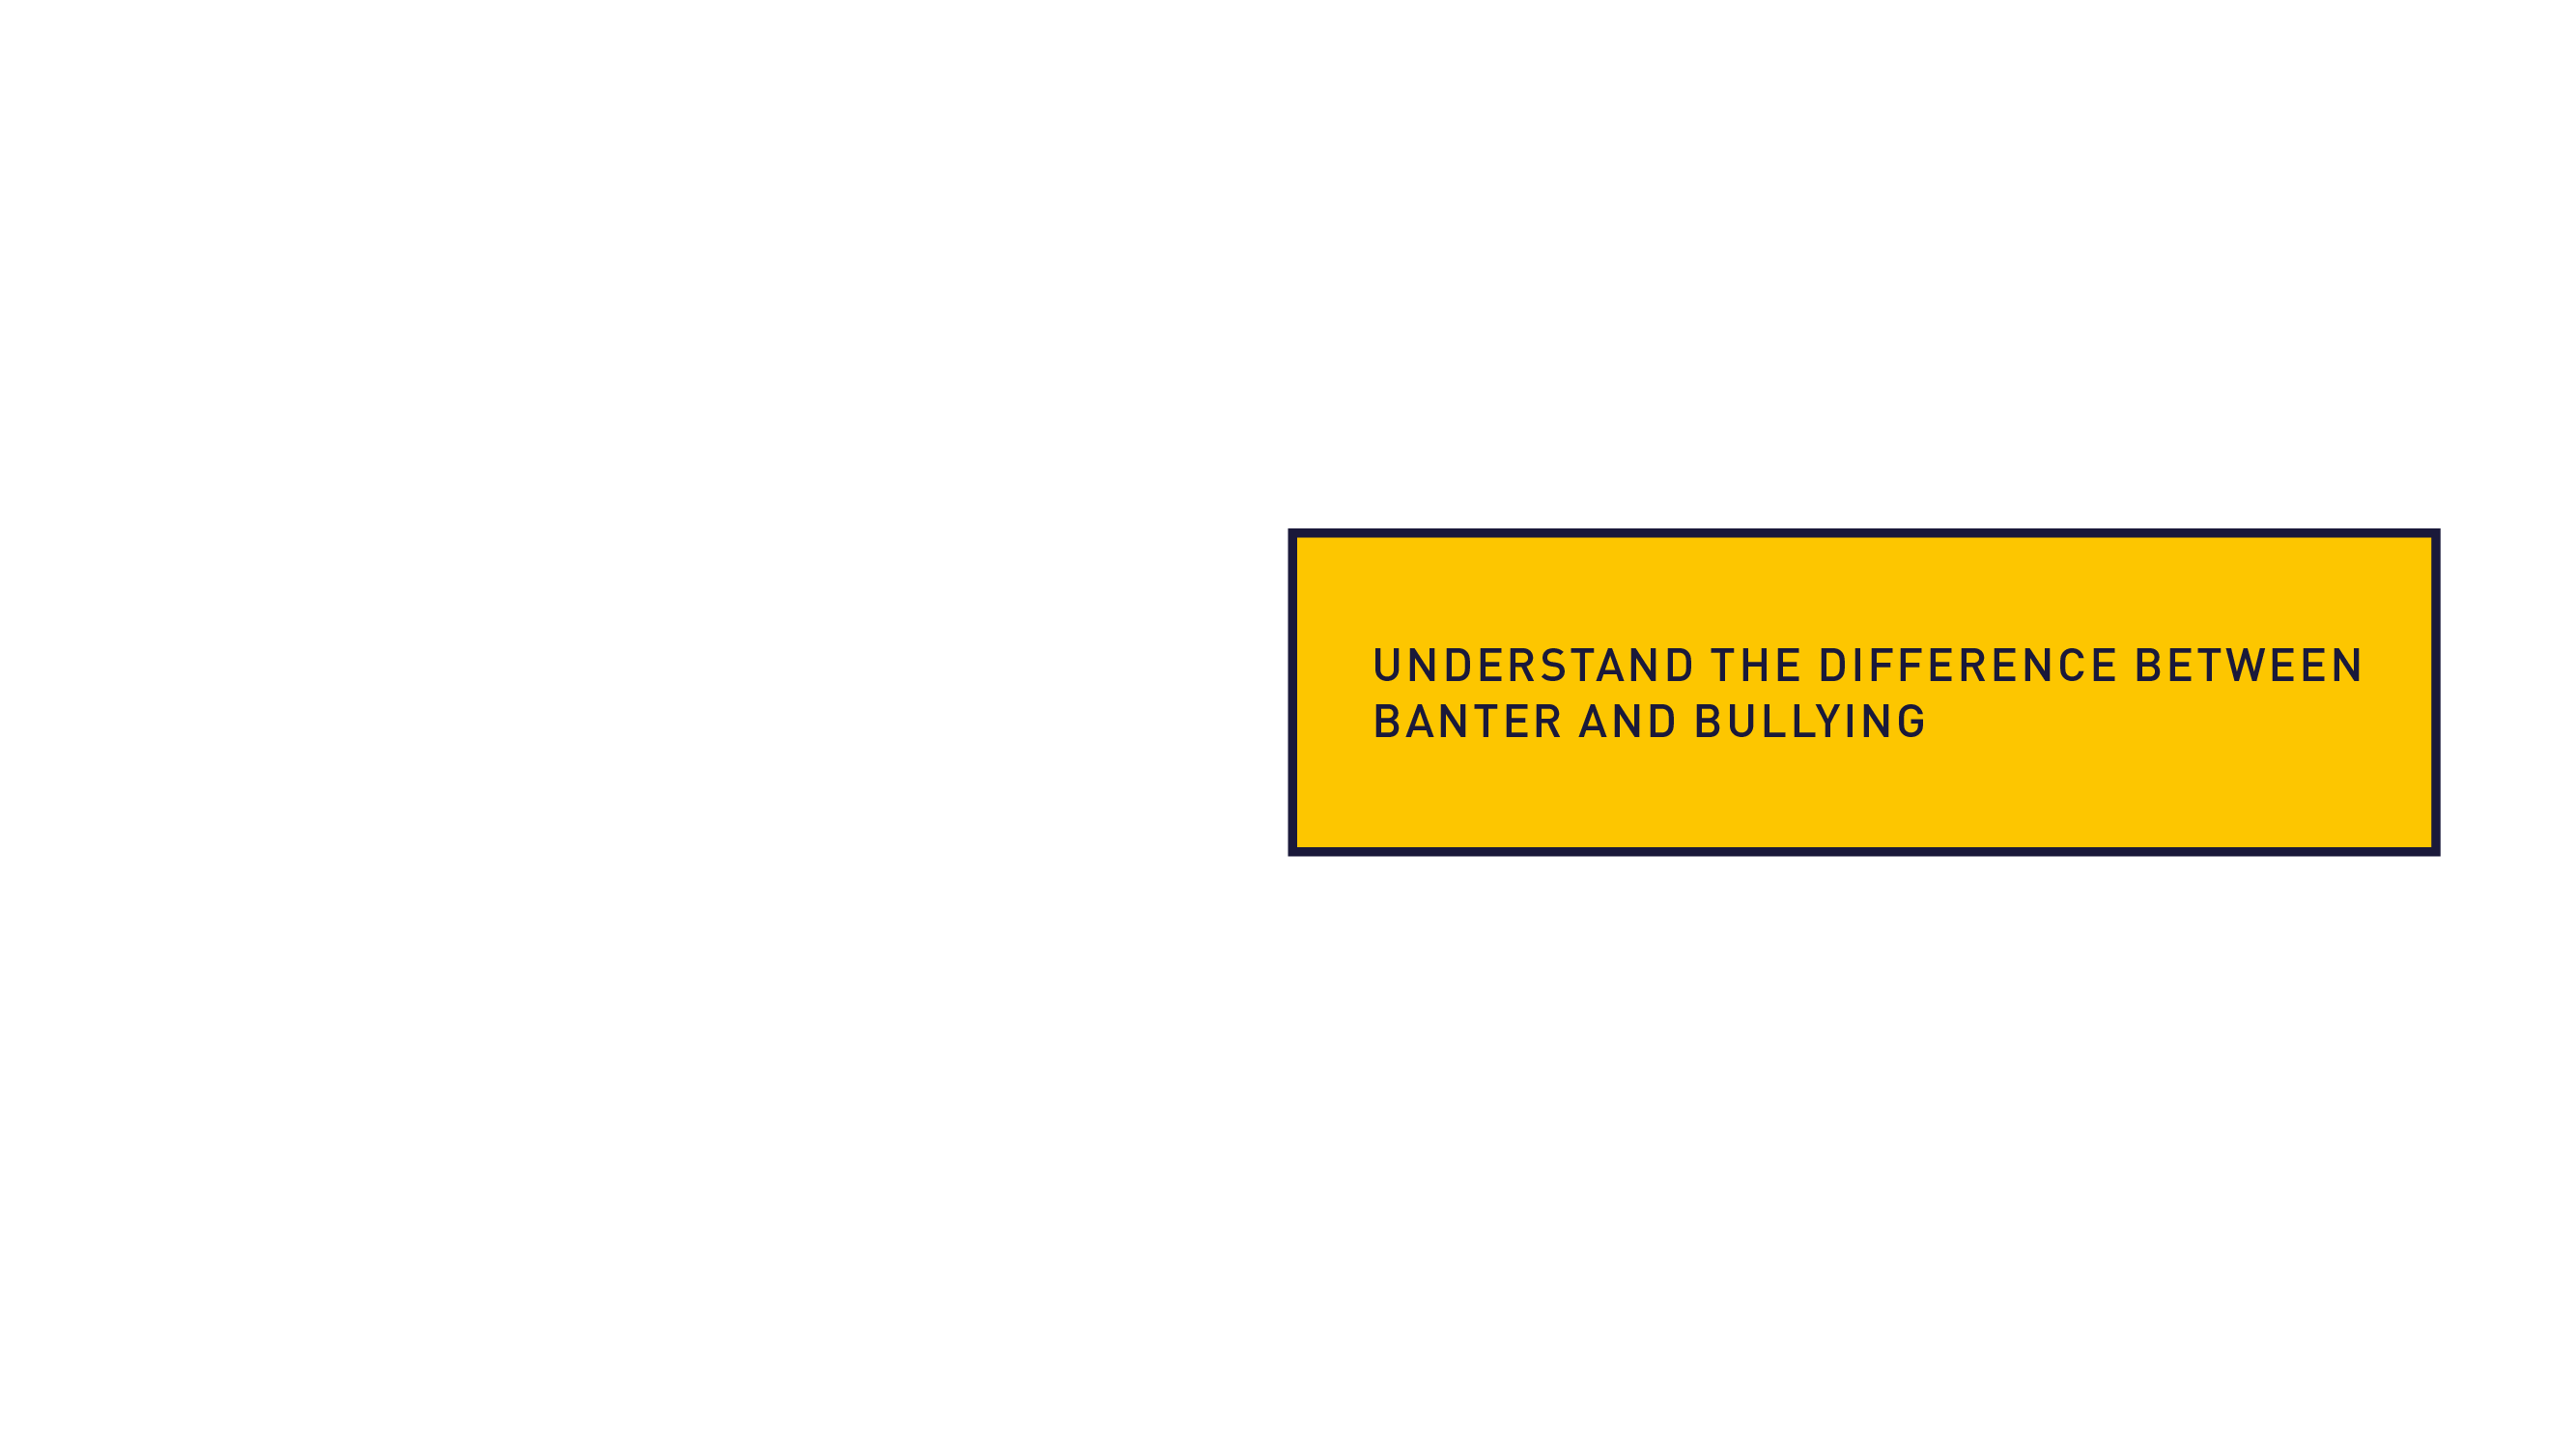 UNDERSTAND THE DIFFERENCE BETWEEN
BANTER AND BULLYING